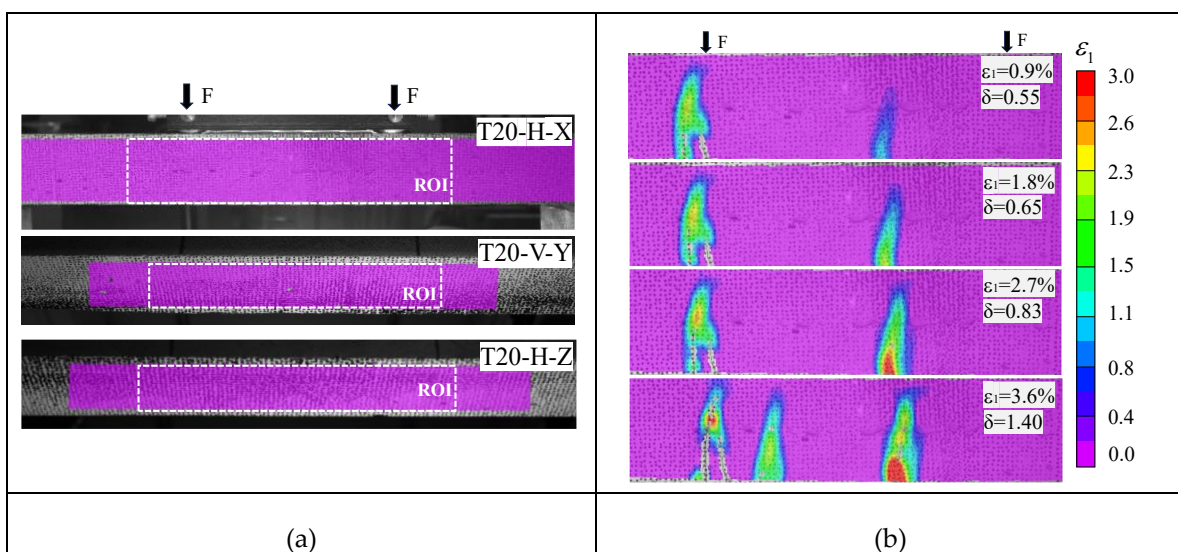 F
F
T20-H-X
ROI
T20-V-Y
ROI
T20-H-Z
ROI
(a)
F
F
ε₁
ε₁=0.9%
δ=0.55
ε₁=1.8%
δ=0.65
ε₁=2.7%
δ=0.83
ε₁=3.6%
δ=1.40
3.0
2.6
2.3
1.9
1.5
1.1
0.8
0.4
0.0
(b)